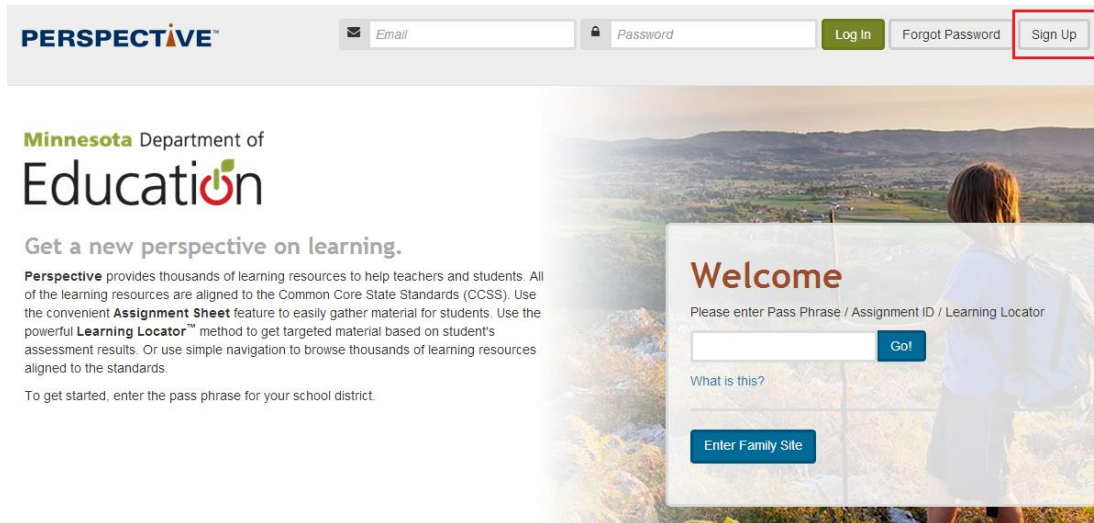 PERSPECTIVE™
Email
Password
Log In
Forgot Password
Sign Up
Minnesota Department of
Education
Get a new perspective on learning.
Perspective provides thousands of learning resources to help teachers and students. All
of the learning resources are aligned to the Common Core State Standards (CCSS). Use
the convenient Assignment Sheet feature to easily gather material for students. Use the
powerful Learning Locator™ method to get targeted material based on student's
assessment results. Or use simple navigation to browse thousands of learning resources
aligned to the standards.
To get started, enter the pass phrase for your school district.
Welcome
Please enter Pass Phrase / Assignment ID / Learning Locator
Go!
What is this?
Enter Family Site